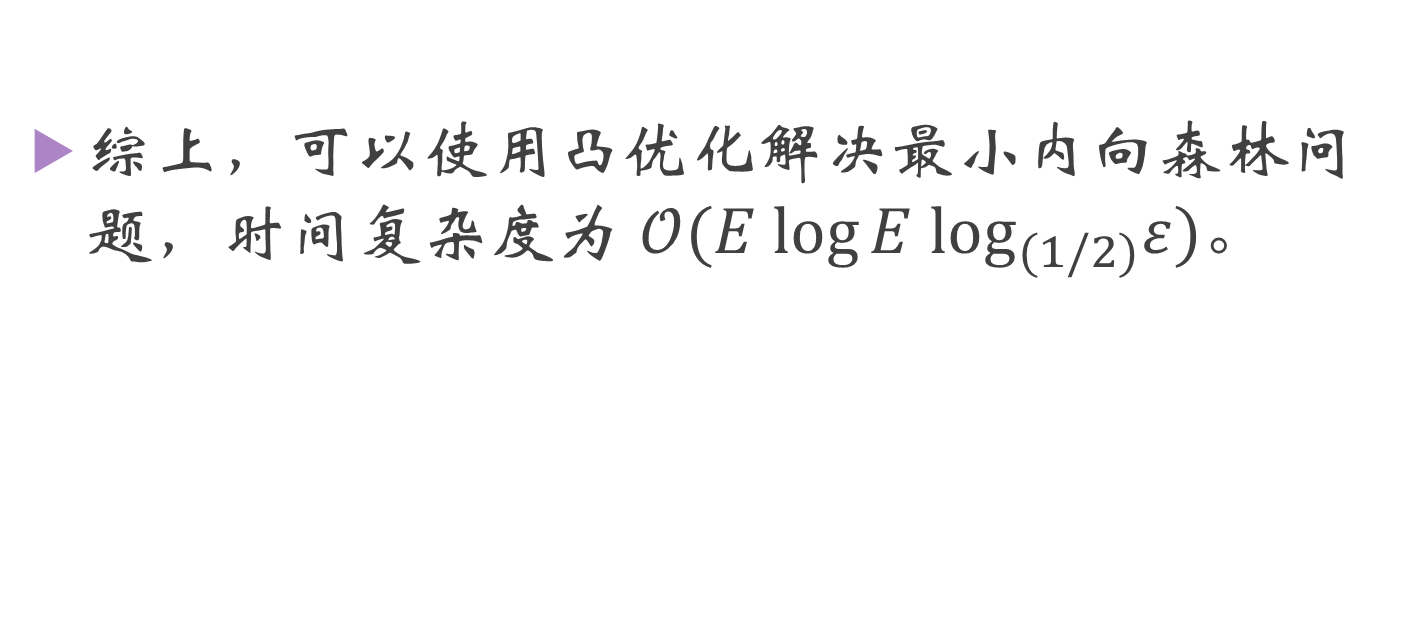 综上，可以使用凸优化解决最小内向森林问
题，时间复杂度为 𝒪(E log E log₍₁/₂₎ε)。